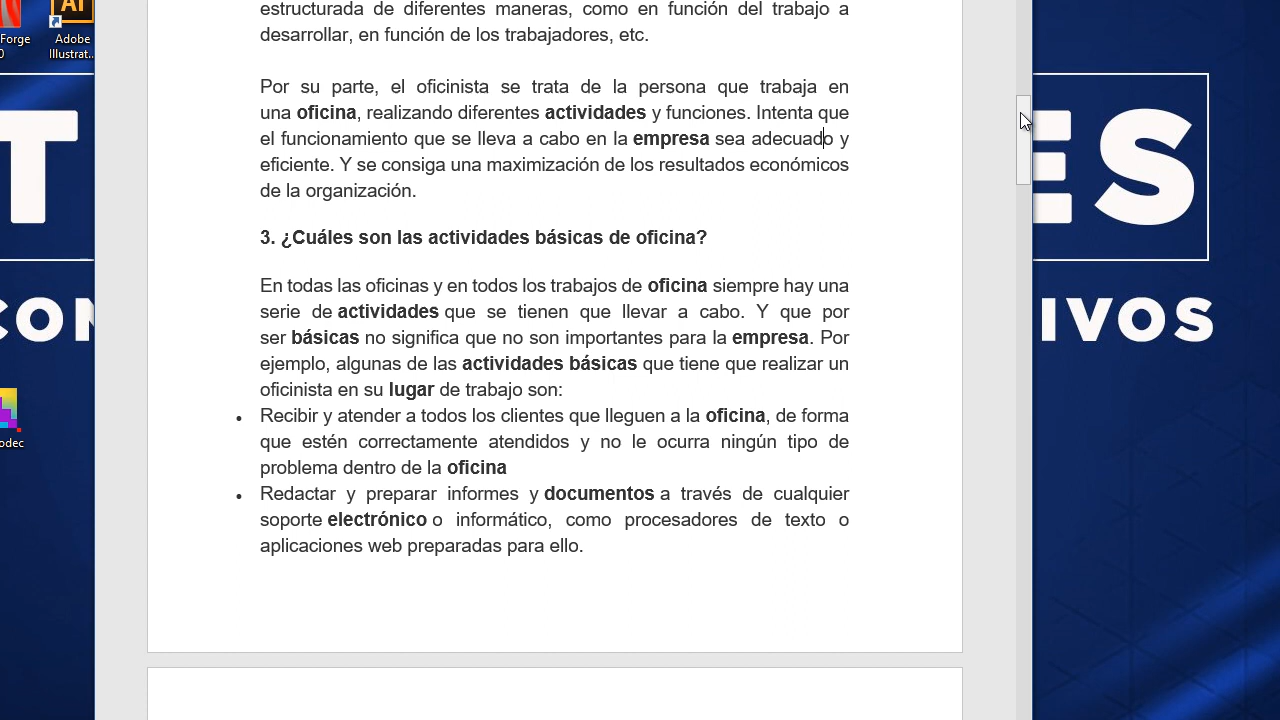 estructurada de diferentes maneras, como en función del trabajo a
desarrollar, en función de los trabajadores, etc.
Por su parte, el oficinista se trata de la persona que trabaja en
una oficina, realizando diferentes actividades y funciones. Intenta que
el funcionamiento que se lleva a cabo en la empresa sea adecuado y
eficiente. Y se consiga una maximización de los resultados económicos
de la organización.
3. ¿Cuáles son las actividades básicas de oficina?
En todas las oficinas y en todos los trabajos de oficina siempre hay una
serie de actividades que se tienen que llevar a cabo. Y que por
ser básicas no significa que no son importantes para la empresa. Por
ejemplo, algunas de las actividades básicas que tiene que realizar un
oficinista en su lugar de trabajo son:
• Recibir y atender a todos los clientes que lleguen a la oficina, de forma
que estén correctamente atendidos y no le ocurra ningún tipo de
problema dentro de la oficina
• Redactar y preparar informes y documentos a través de cualquier
soporte electrónico o informático, como procesadores de texto o
aplicaciones web preparadas para ello.
Forge
0
Adobe
Illustrat...
Ai
T
CON
odec
ES
IVOS